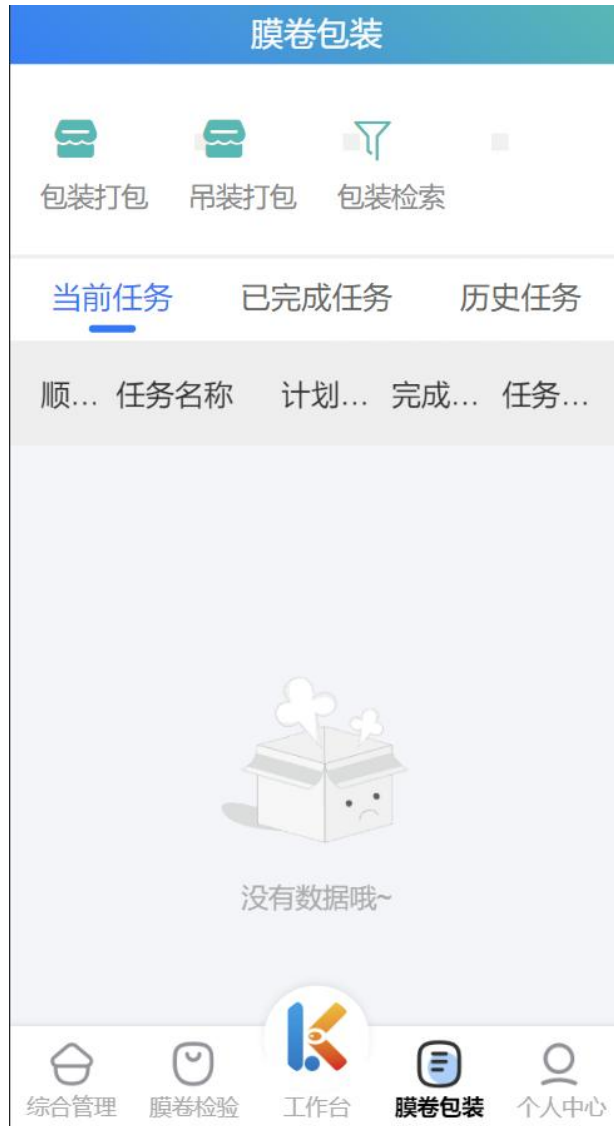 膜卷包装
包装打包 吊装打包 包装检索
当前任务 已完成任务 历史任务
顺... 任务名称 计划... 完成... 任务...
没有数据哦~
综合管理 膜卷检验 工作台 膜卷包装 个人中心